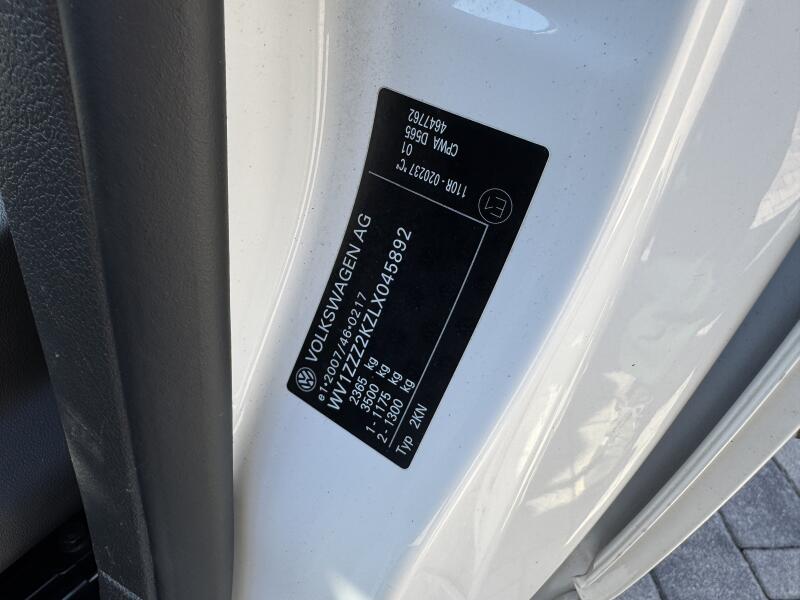 VOLKSWAGEN AG
e1*2007/46*0217
WV1ZZZ2KZLX045892
2365 kg
3500 kg
1- 1175 kg
2- 1300 kg
Typ 2KN
E1
110R-020237 "C"
01
CPWA D565
4647762